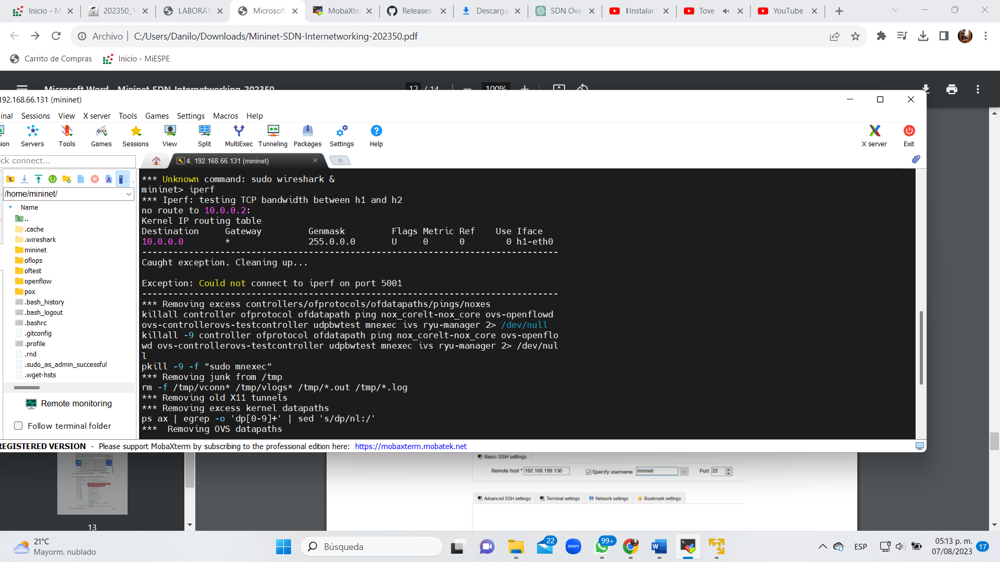 Inicio - M
202350_1
LABORAT
Microsoft
MobaXte
Releases
Descarga
SDN Ove
Instalar
Tove
YouTube
Archivo
C:/Users/Danilo/Downloads/Mininet-SDN-Internetworking-202350.pdf
Carrito de Compras
Inicio - MiESPE
Microsoft Word - Mininet-SDN-Internetworking-202350
12 / 14
100%
192.168.66.131 (mininet)
inal Sessions View X server Tools Games Settings Macros Help
ion Servers Tools Games Sessions View Split MultiExec Tunneling Packages Settings Help
X server Exit
ck connect...
4. 192.168.66.131 (mininet)
/home/mininet/
Name
..
.cache
.wireshark
mininet
oflops
oftest
openflow
pox
.bash_history
.bash_logout
.bashrc
.gitconfig
.profile
.rnd
.sudo_as_admin_successful
.wget-hsts
Remote monitoring
Follow terminal folder
*** Unknown command: sudo wireshark &
mininet> iperf
*** Iperf: testing TCP bandwidth between h1 and h2
no route to 10.0.0.2:
Kernel IP routing table
Destination     Gateway         Genmask       Flags Metric Ref    Use Iface
10.0.0.0        *               255.0.0.0       U     0      0        0 h1-eth0
--------------------------------------------------------------------------------
Caught exception. Cleaning up...
Exception: Could not connect to iperf on port 5001
--------------------------------------------------------------------------------
*** Removing excess controllers/ofprotocols/ofdatapaths/pings/noxes
killall controller ofprotocol ofdatapath ping nox_corelt-nox_core ovs-openflowd
ovs-controllerovs-testcontroller udpbwtest mnexec ivs ryu-manager 2> /dev/null
killall -9 controller ofprotocol ofdatapath ping nox_corelt-nox_core ovs-openflo
wd ovs-controllerovs-testcontroller udpbwtest mnexec ivs ryu-manager 2> /dev/nul
l
pkill -9 -f "sudo mnexec"
*** Removing junk from /tmp
rm -f /tmp/vconn* /tmp/vlogs* /tmp/*.out /tmp/*.log
*** Removing old X11 tunnels
*** Removing excess kernel datapaths
ps ax | egrep -o 'dp[0-9]+' | sed 's/dp/nl:/'
***  Removing OVS datapaths
REGISTERED VERSION - Please support MobaXterm by subscribing to the professional edition here: https://mobaxterm.mobatek.net
Basic SSH settings
Remote host * 192.168.199.136 Specify username mininet Port 22
Advanced SSH settings Terminal settings Network settings Bookmark settings
13
21°C
Mayorm. nublado
Búsqueda
22
zoom
99+
ESP
05:13 p. m.
07/08/2023
17